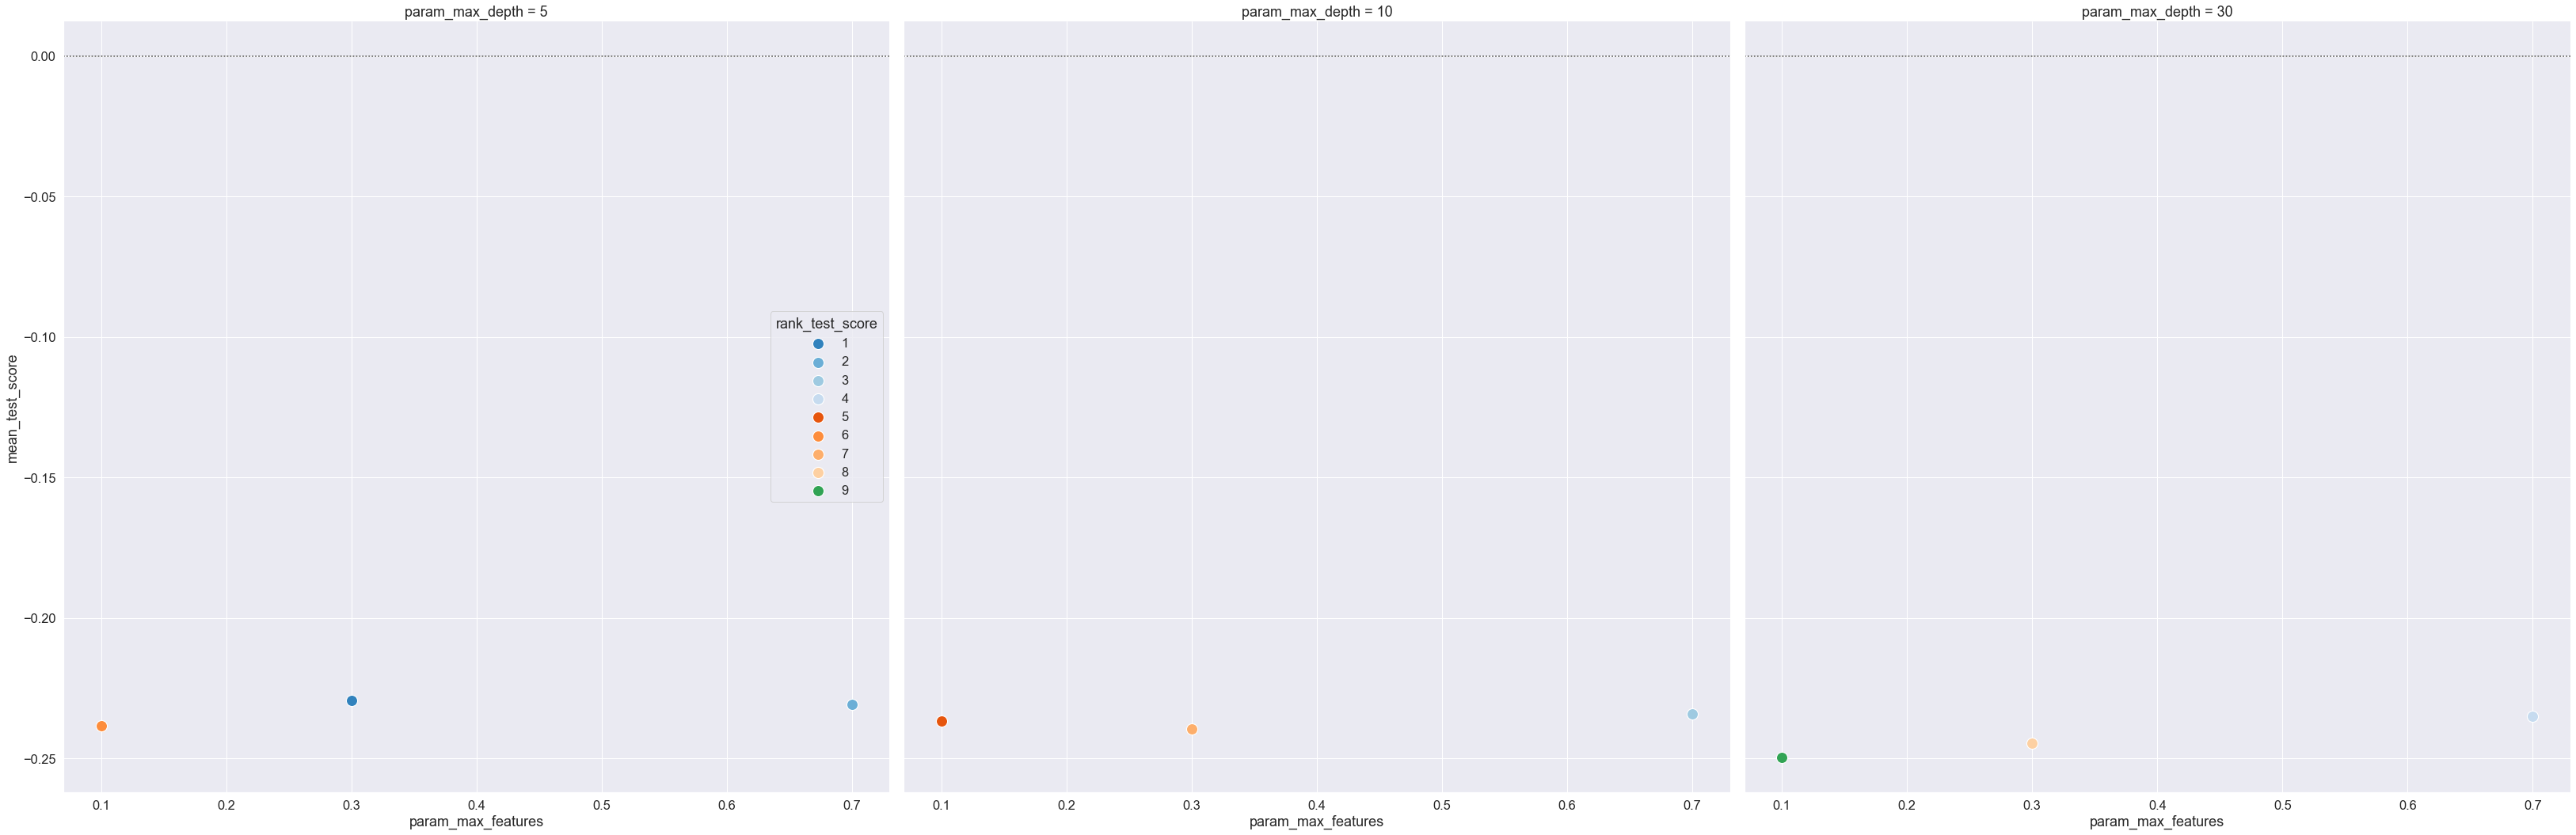 param_max_depth = 5
param_max_depth = 10
param_max_depth = 30
mean_test_score
0.00
−0.05
−0.10
−0.15
−0.20
−0.25
rank_test_score
1
2
3
4
5
6
7
8
9
0.1 0.2 0.3 0.4 0.5 0.6 0.7
0.1 0.2 0.3 0.4 0.5 0.6 0.7
0.1 0.2 0.3 0.4 0.5 0.6 0.7
param_max_features
param_max_features
param_max_features